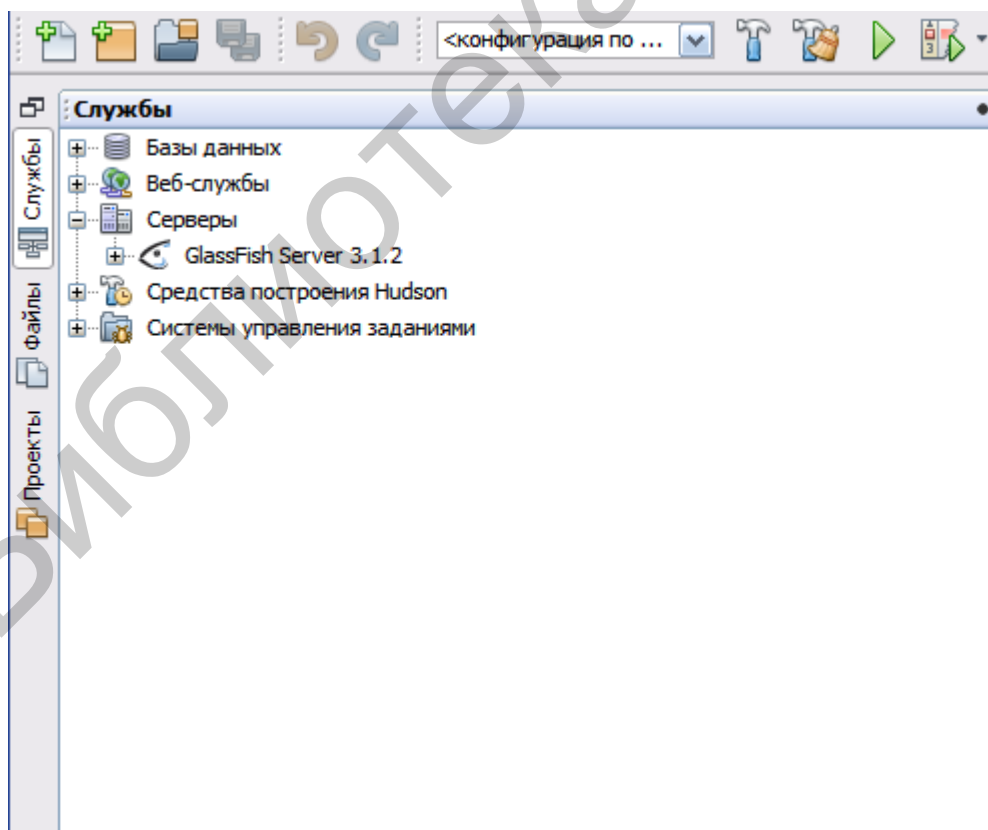 <конфигурация по ...
Службы
Службы
Файлы
Проекты
Базы данных
Веб-службы
Серверы
GlassFish Server 3.1.2
Средства построения Hudson
Системы управления заданиями
Библиотека